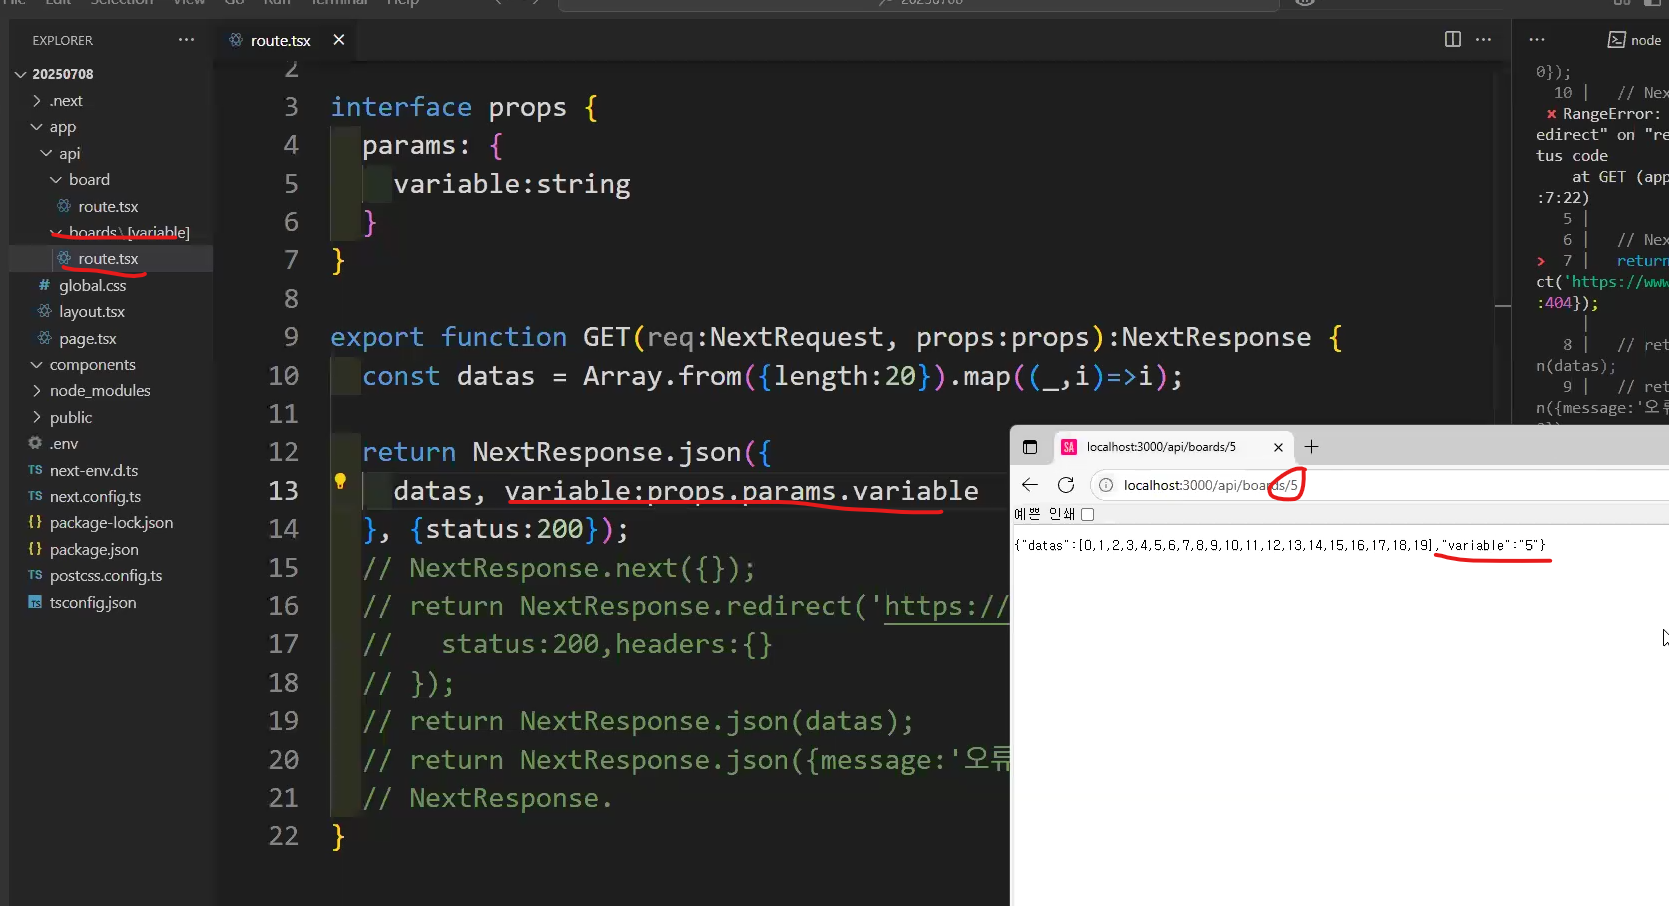 File Edit Selection View Go Run Terminal Help
20250708
EXPLORER
20250708
.next
app
api
board
route.tsx
boards\[variable]
route.tsx
global.css
layout.tsx
page.tsx
components
node_modules
public
.env
next-env.d.ts
next.config.ts
package-lock.json
package.json
postcss.config.ts
tsconfig.json
route.tsx
2
3 interface props {
4 params: {
5 variable:string
6 }
7 }
8
9 export function GET(req:NextRequest, props:props):NextResponse {
10 const datas = Array.from({length:20}).map((_,i)=>i);
11
12 return NextResponse.json({
13 datas, variable:props.params.variable
14 }, {status:200});
15 // NextResponse.next({});
16 // return NextResponse.redirect('https://
17 // status:200,headers:{}
18 // });
19 // return NextResponse.json(datas);
20 // return NextResponse.json({message:'오류
21 // NextResponse.
22 }
node
0});
10 | // Nex
RangeError:
edirect" on "re
tus code
at GET (app
:7:22)
5 |
6 | // Nex
> 7 | return
ct('https://www
:404});
|
8 | // ret
n(datas);
9 | // ret
n({message:'오류
localhost:3000/api/boards/5
localhost:3000/api/boards/5
예쁜 인쇄
{"datas":[0,1,2,3,4,5,6,7,8,9,10,11,12,13,14,15,16,17,18,19],"variable":"5"}